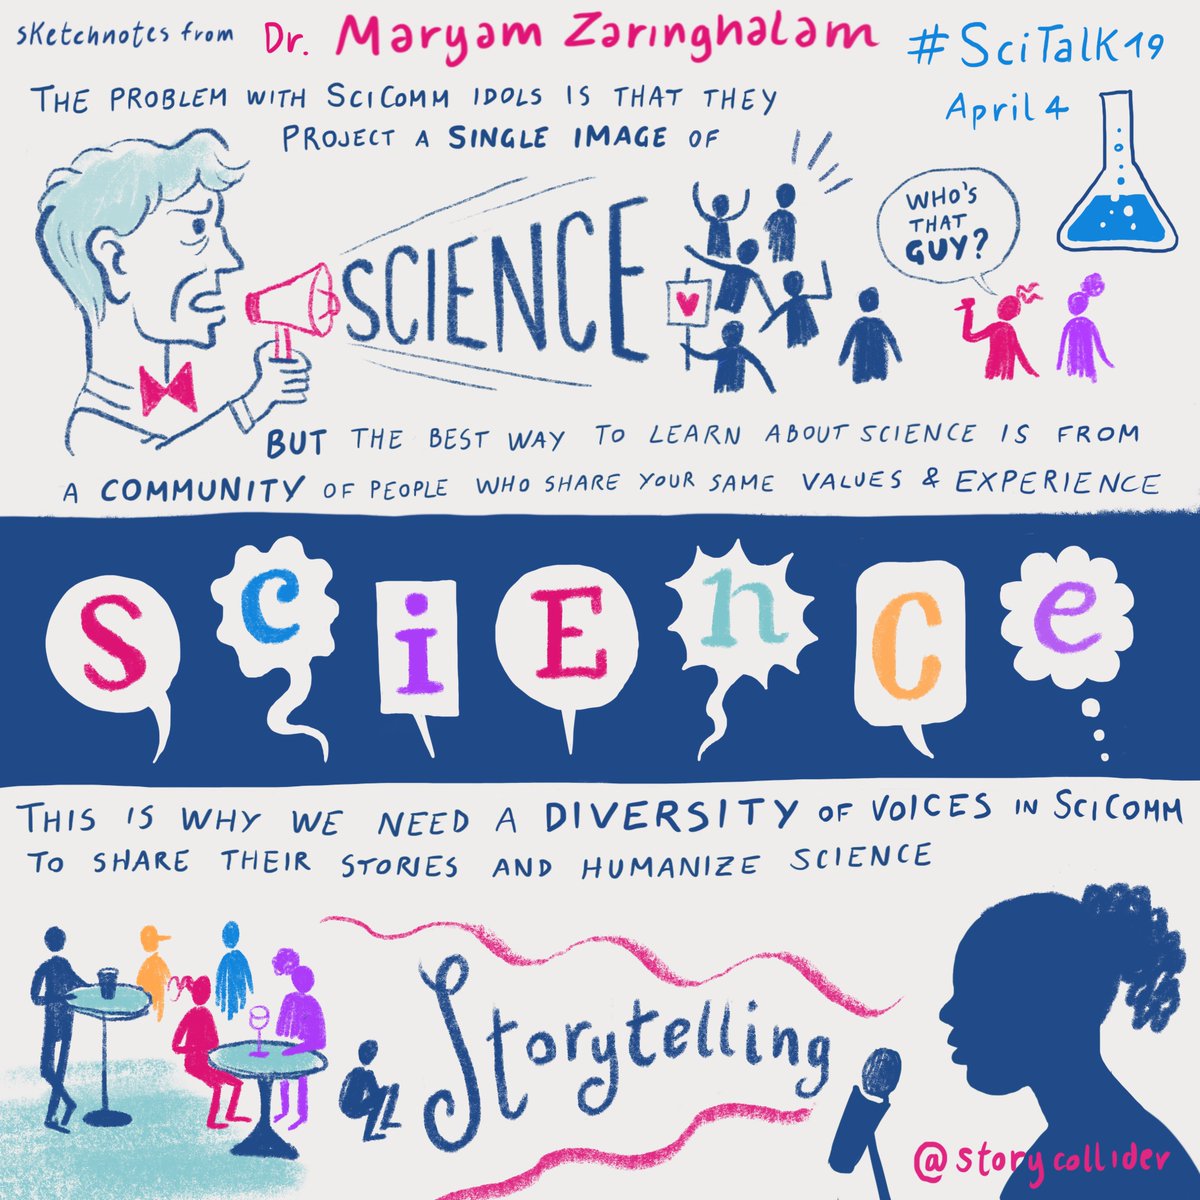 sketchnotes from Dr. Maryam Zaringhalam #SciTalk19
April 4
THE PROBLEM WITH SCICOMM IDOLS IS THAT THEY
PROJECT A SINGLE IMAGE OF
SCIENCE
WHO'S
THAT
GUY?
BUT THE BEST WAY TO LEARN ABOUT SCIENCE IS FROM
A COMMUNITY OF PEOPLE WHO SHARE YOUR SAME VALUES & EXPERIENCE
SciEnCe
THIS IS WHY WE NEED A DIVERSITY OF VOICES IN SCICOMM
TO SHARE THEIR STORIES AND HUMANIZE SCIENCE
Storytelling
@storycollider